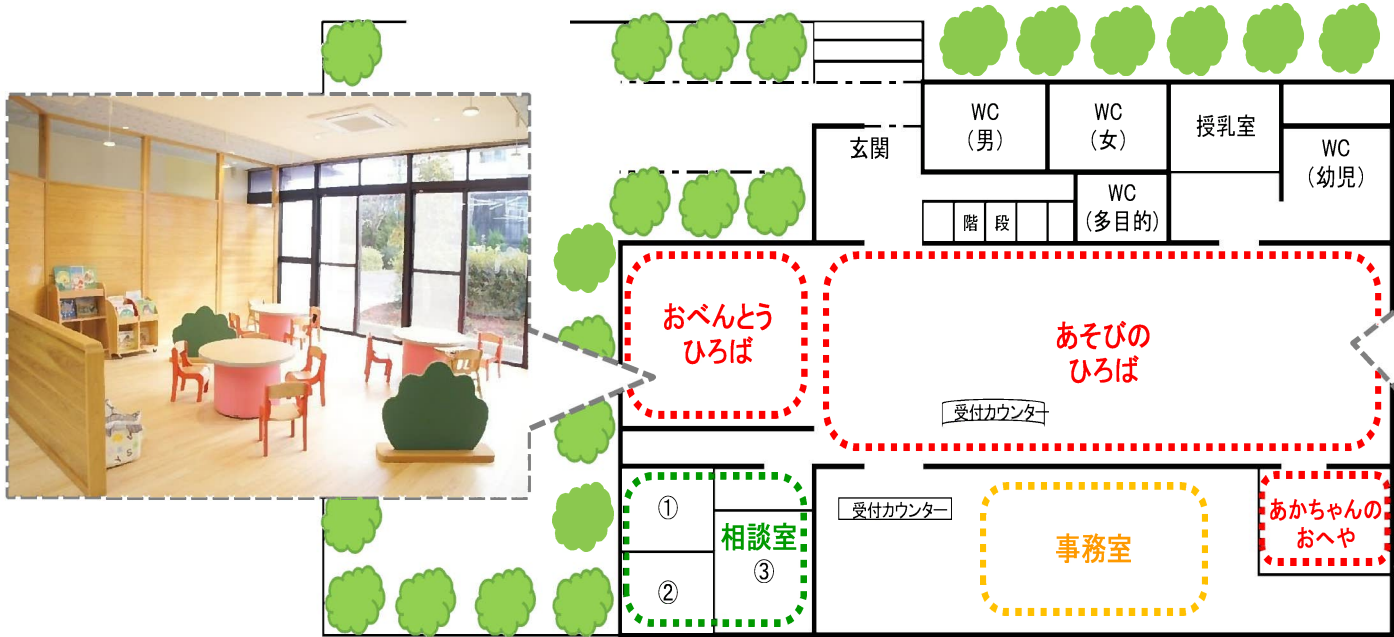 WC
(男)
WC
(女)
授乳室
WC
(幼児)
玄関
階 段
WC
(多目的)
おべんとう
ひろば
あそびの
ひろば
受付カウンター
①
②
相談室
③
受付カウンター
事務室
あかちゃんの
おへや